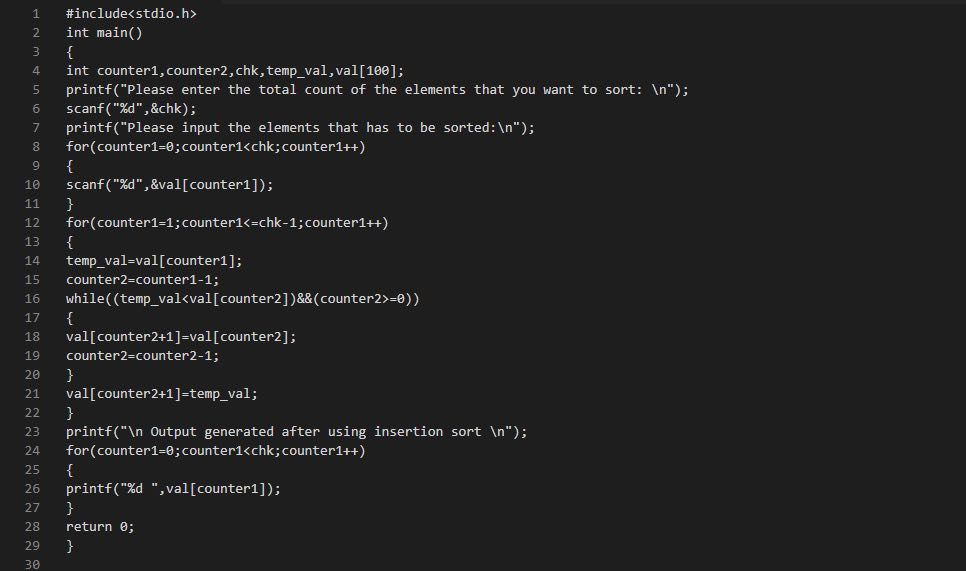 1 #include<stdio.h>
2 int main()
3 {
4 int counter1,counter2,chk,temp_val,val[100];
5 printf("Please enter the total count of the elements that you want to sort: \n");
6 scanf("%d",&chk);
7 printf("Please input the elements that has to be sorted:\n");
8 for(counter1=0;counter1<chk;counter1++)
9 {
10 scanf("%d",&val[counter1]);
11 }
12 for(counter1=1;counter1<=chk-1;counter1++)
13 {
14 temp_val=val[counter1];
15 counter2=counter1-1;
16 while((temp_val<val[counter2])&&(counter2>=0))
17 {
18 val[counter2+1]=val[counter2];
19 counter2=counter2-1;
20 }
21 val[counter2+1]=temp_val;
22 }
23 printf("\n Output generated after using insertion sort \n");
24 for(counter1=0;counter1<chk;counter1++)
25 {
26 printf("%d ",val[counter1]);
27 }
28 return 0;
29 }
30